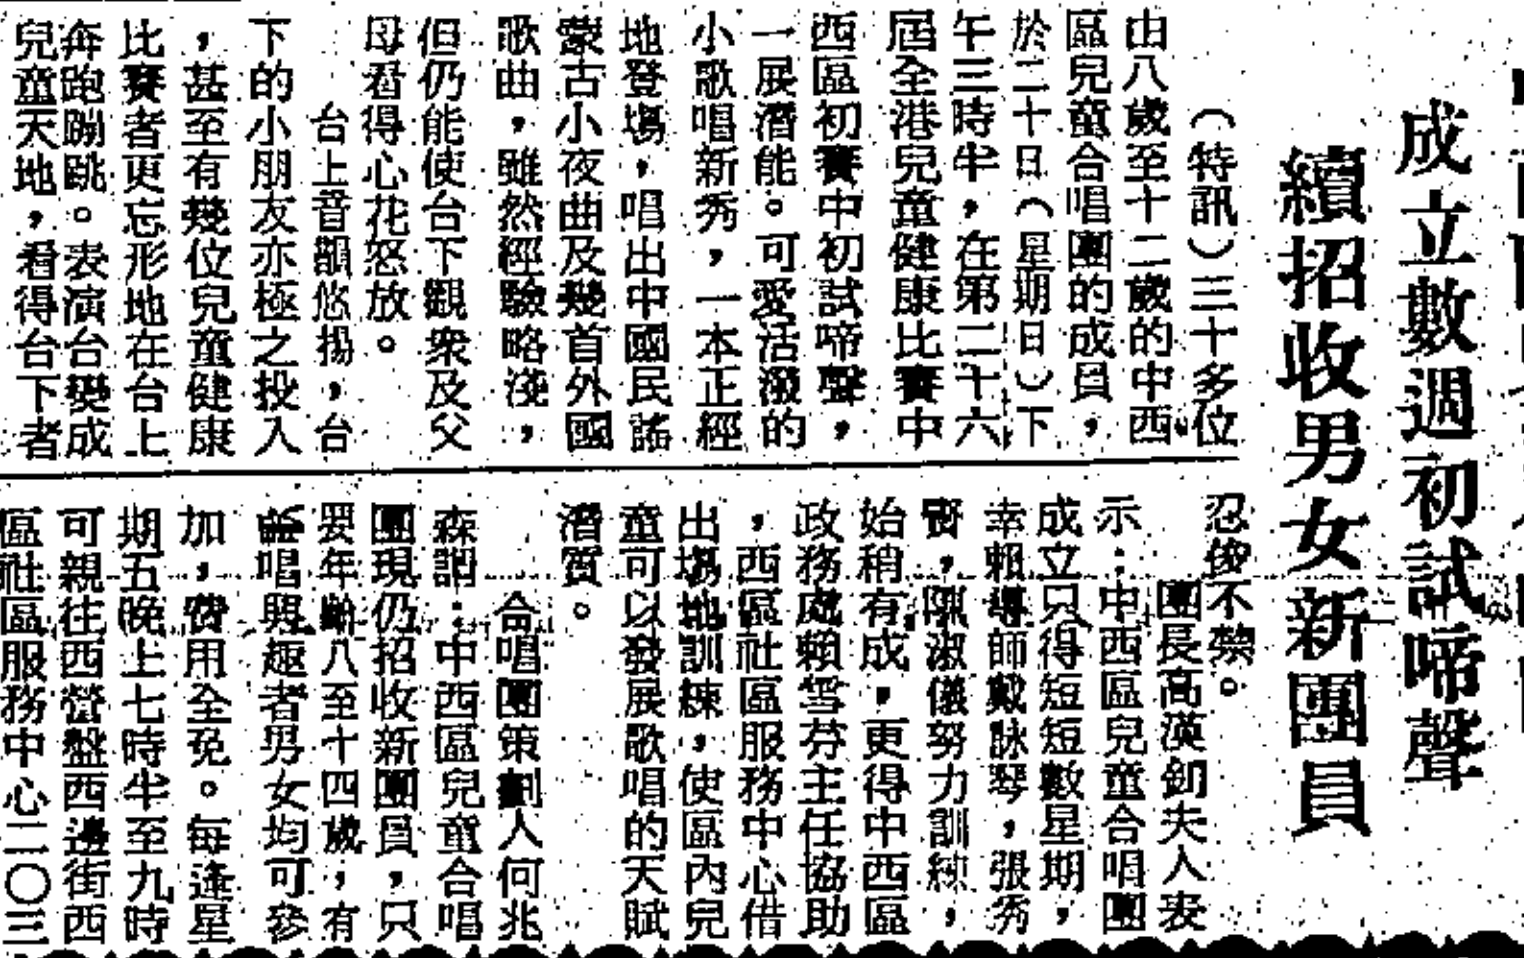 成立數週初試啼聲
續招收男女新團員
（特訊）三十多位
由八歲至十二歲的中西
區兒童合唱團的成員，
於二十日（星期日）下
午三時半，在第二十六
屆全港兒童健康比賽中
西區初賽中初試啼聲，
一展潛能。可愛活潑的
小歌唱新秀，一本正經
地登場，唱出中國民謠
蒙古小夜曲及幾首外國
歌曲，雖然經驗略淺，
但仍能使台下觀衆及父
母看得心花怒放。
台上音韻悠揚，台
下的小朋友亦極之投入
，甚至有幾位兒童健康
比賽者更忘形地在台上
奔跑蹦跳。表演台變成
兒童天地，看得台下者
忍俊不禁。
團長高漢釗夫人表
示：中西區兒童合唱團
成立只得短短數星期，
幸賴導師戴詠琴，張秀
賢，陳淑儀努力訓練，
始稍有成，更得中西區
政務處賴雪芬主任協助
，西區社區服務中心借
出場地訓練，使區內兒
童可以發展歌唱的天賦
潛質。
合唱團策劃人何兆
森謂：中西區兒童合唱
團現仍招收新團員，只
要年齡八至十四歲，有
歌唱興趣者男女均可參
加，費用全免。每逢星
期五晚上七時半至九時
可親往西營盤西邊街西
區社區服務中心二〇三